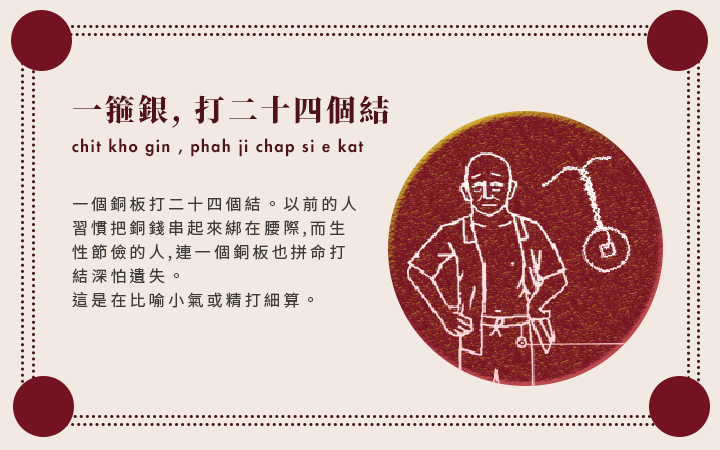 一箍銀, 打二十四個結
chit kho gin , phah ji chap si e kat
一個銅板打二十四個結。以前的人
習慣把銅錢串起來綁在腰際,而生
性節儉的人,連一個銅板也拼命打
結深怕遺失。
這是在比喻小氣或精打細算。